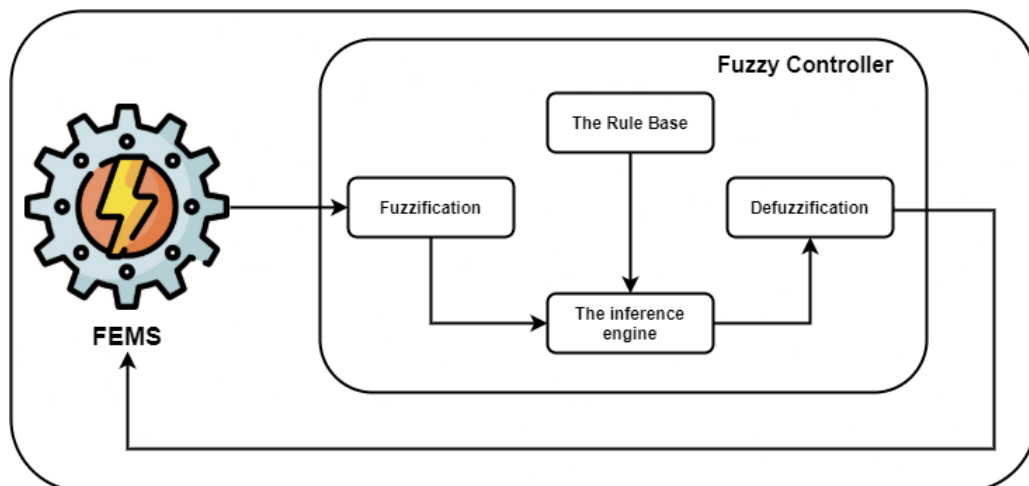 Fuzzy Controller
The Rule Base
Fuzzification
Defuzzification
The inference
engine
FEMS